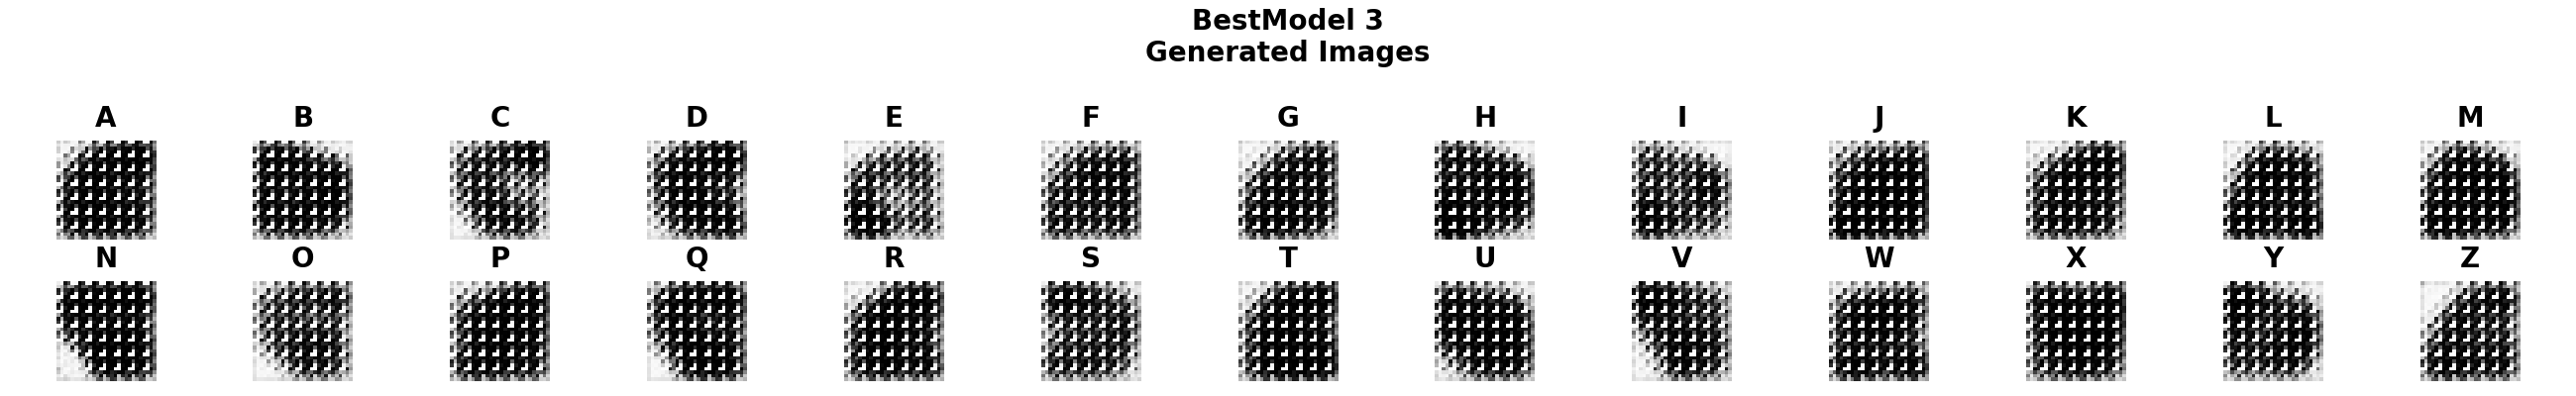 BestModel 3
Generated Images
A B C D E F G H I J K L M
N O P Q R S T U V W X Y Z